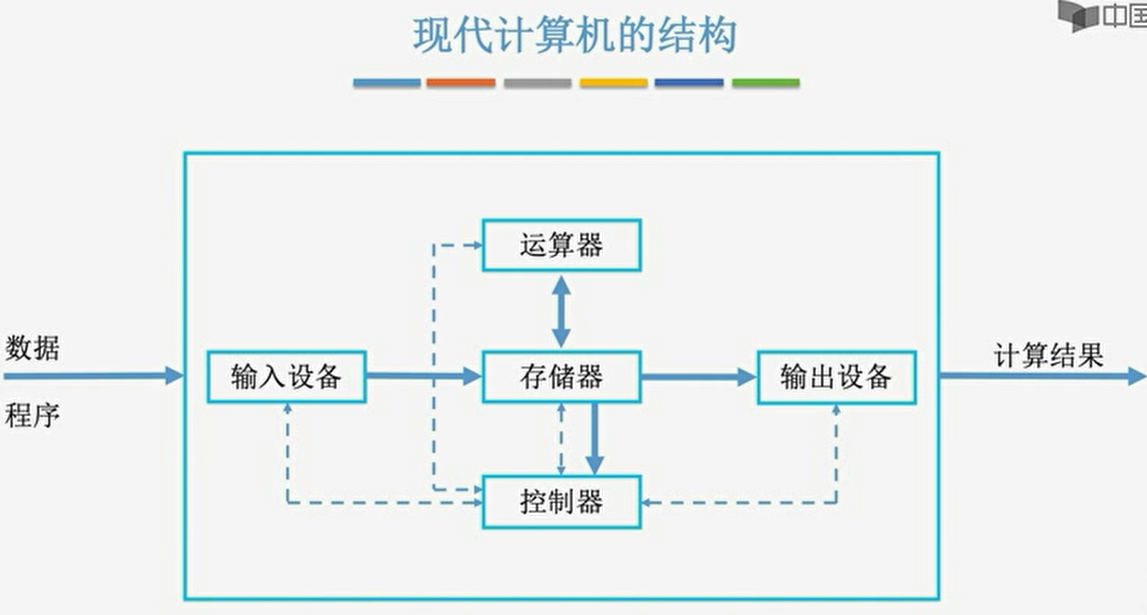 现代计算机的结构
中国
运算器
数据
计算结果
输入设备
存储器
输出设备
程序
控制器